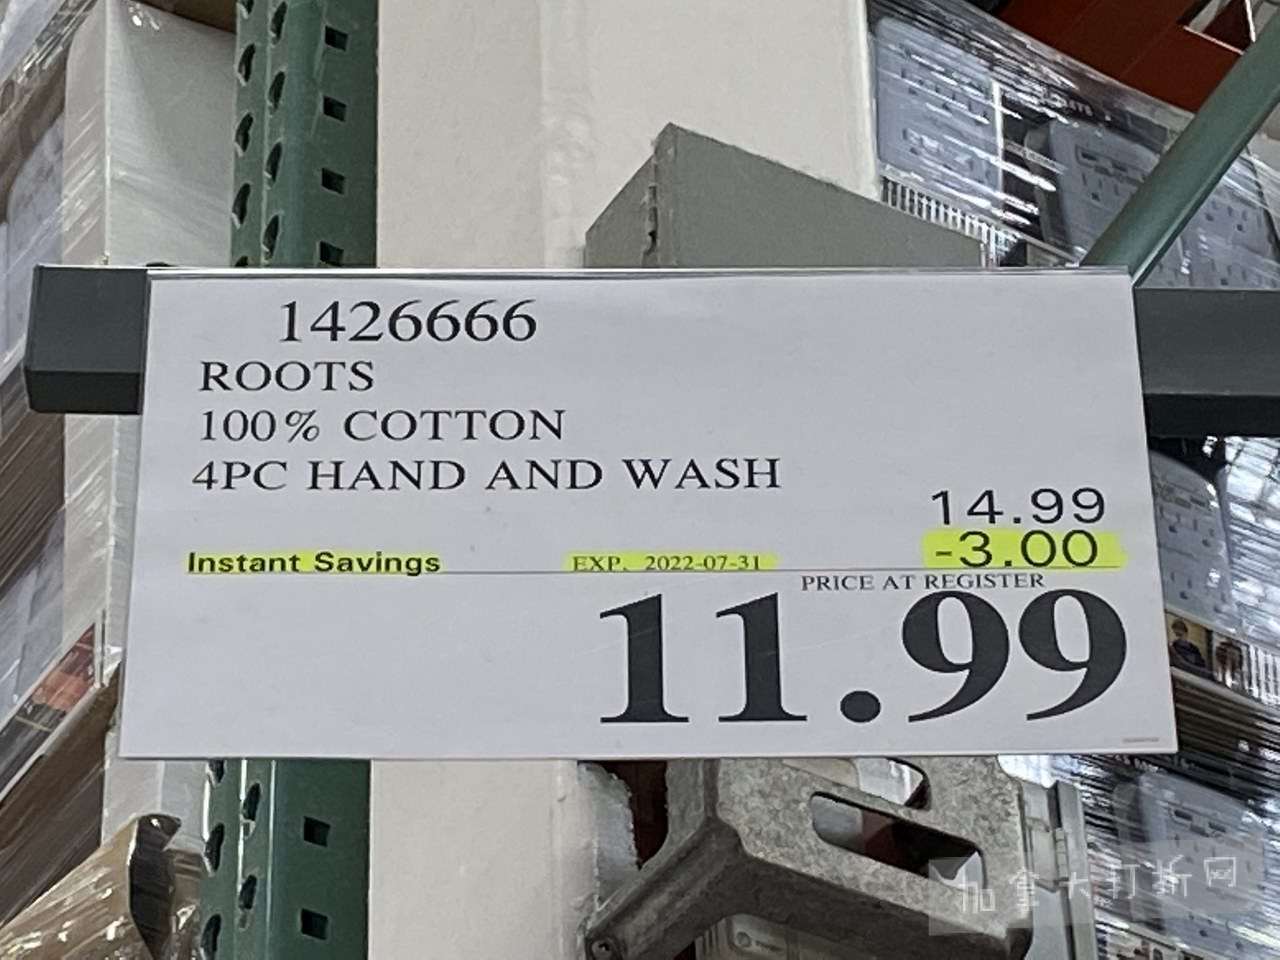 1426666
ROOTS
100% COTTON
4PC HAND AND WASH
14.99
Instant Savings EXP. 2022-07-31 -3.00
PRICE AT REGISTER
11.99
加拿大打折网